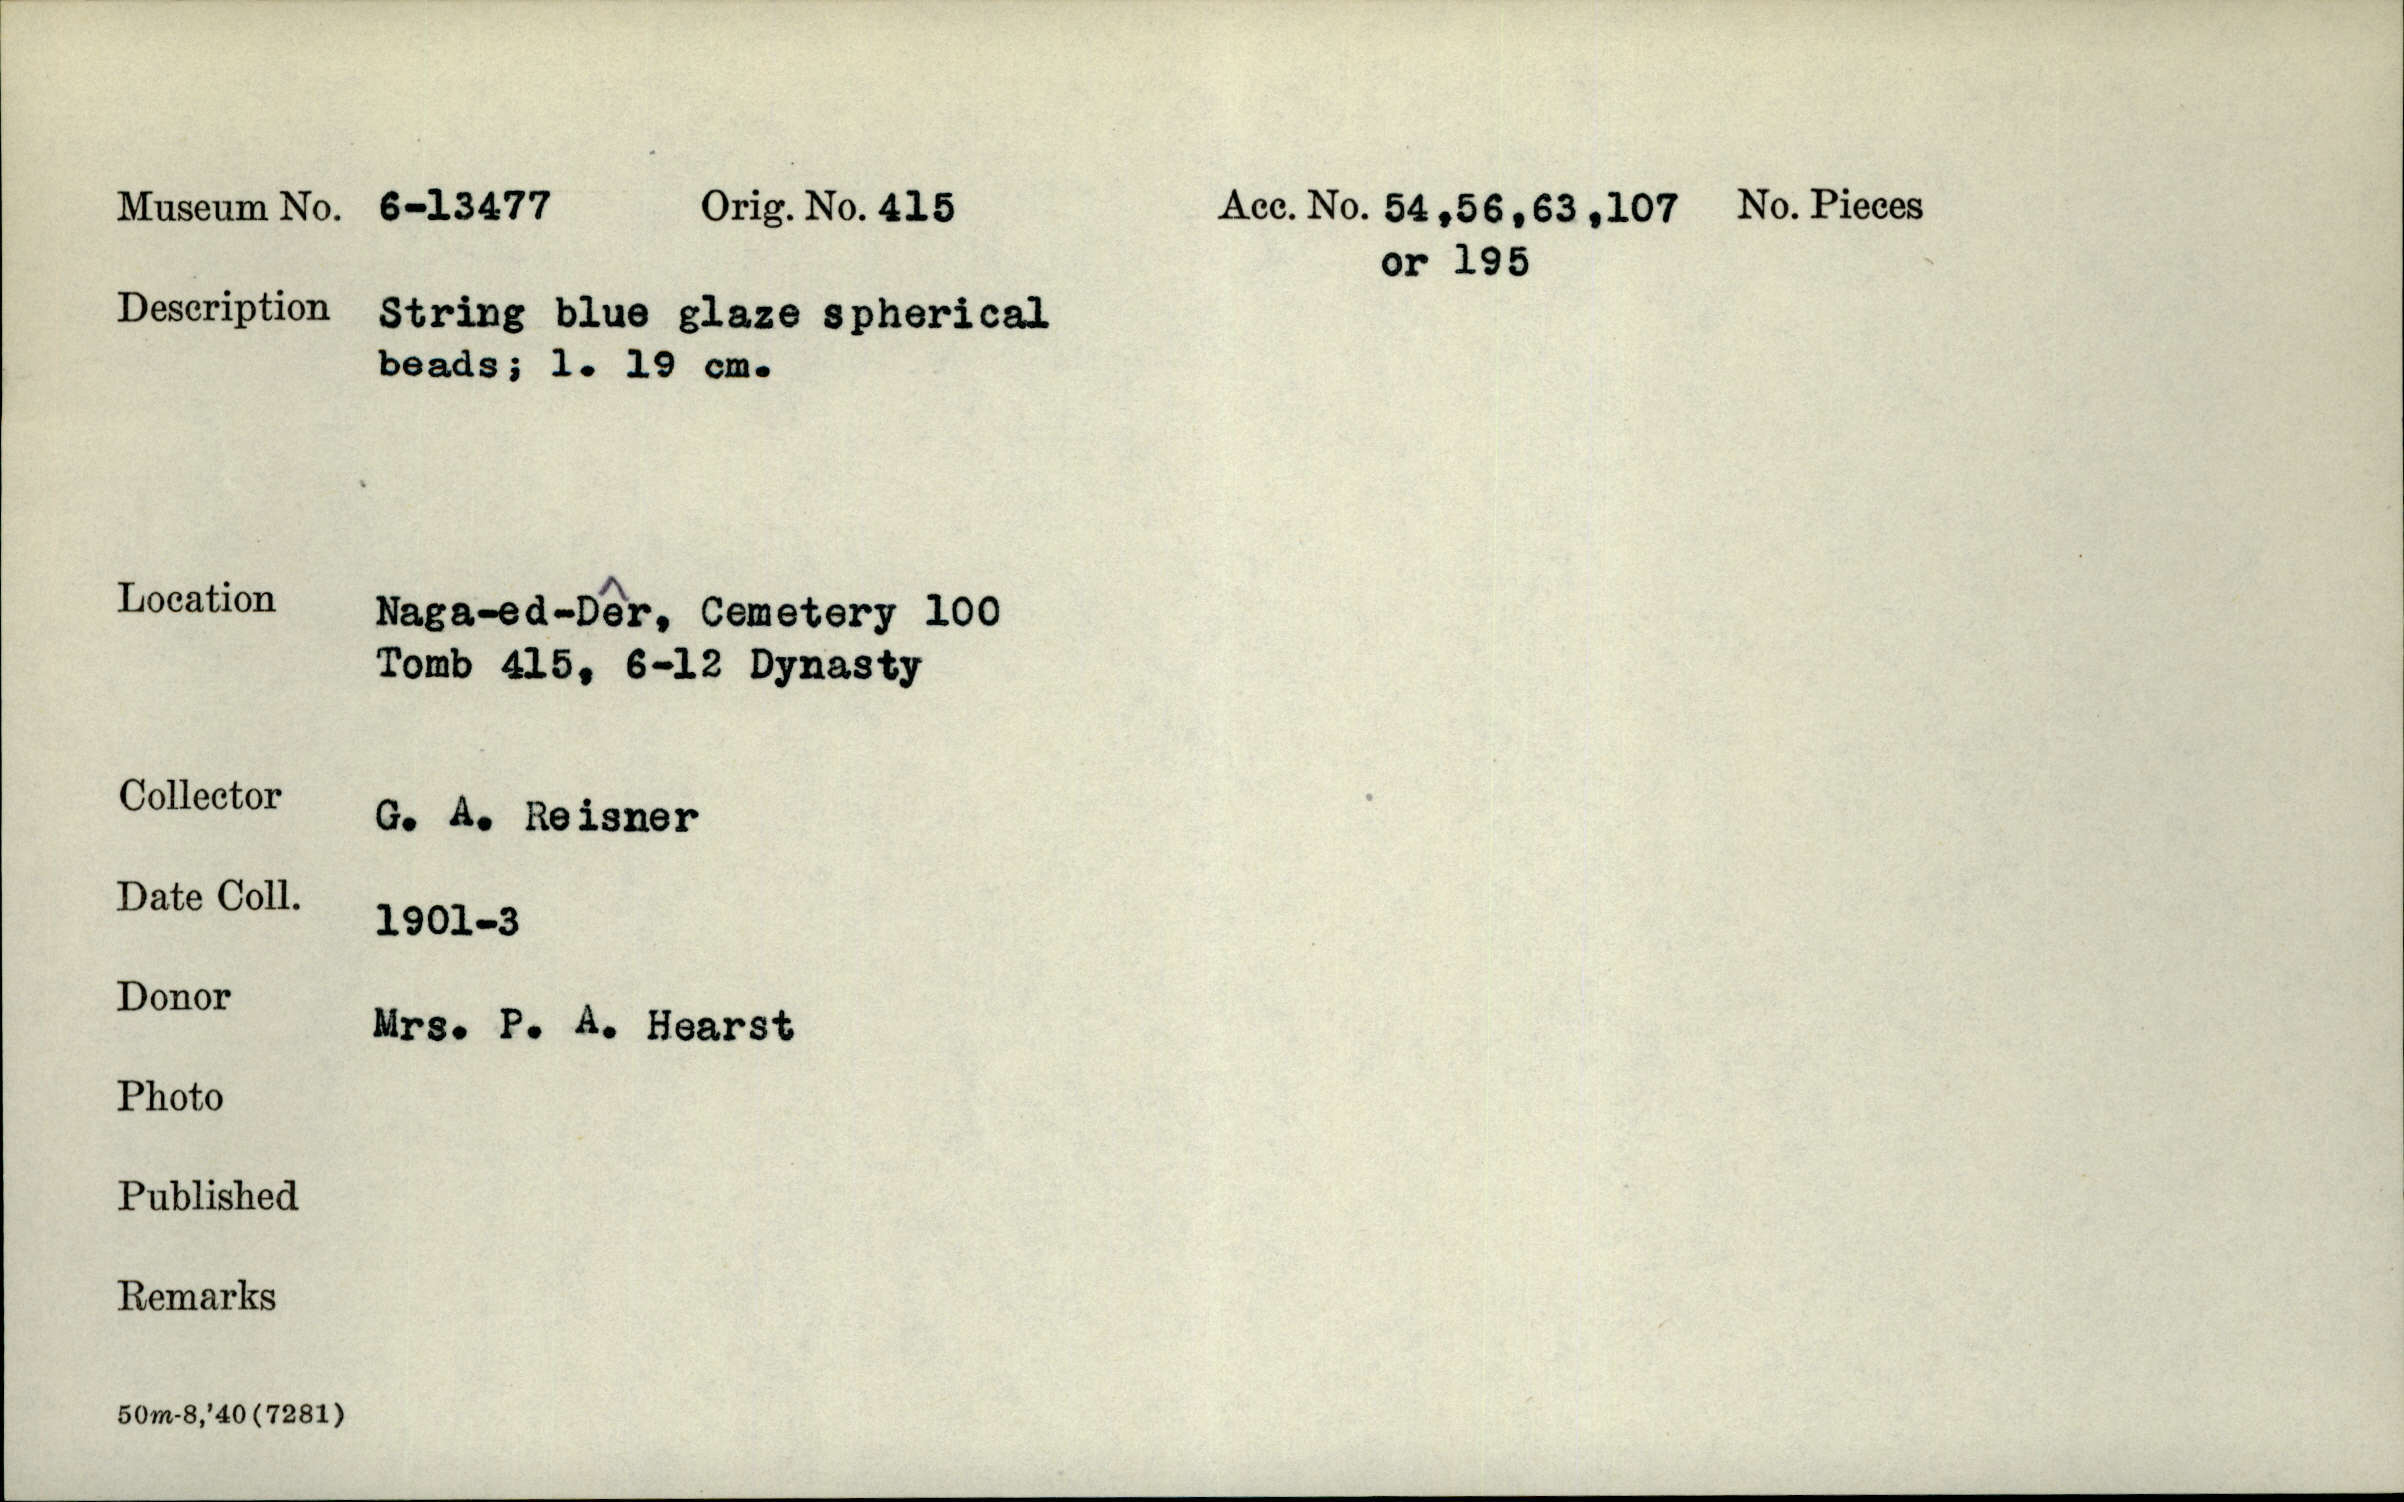 Museum No. 6-13477 Orig. No. 415 Acc. No. 54,56,63,107 No. Pieces
or 195
Description String blue glaze spherical
beads; l. 19 cm.
Location Naga-ed-Dêr, Cemetery 100
Tomb 415, 6-12 Dynasty
Collector G. A. Reisner
Date Coll. 1901-3
Donor Mrs. P. A. Hearst
Photo
Published
Remarks
50m-8,'40(7281)